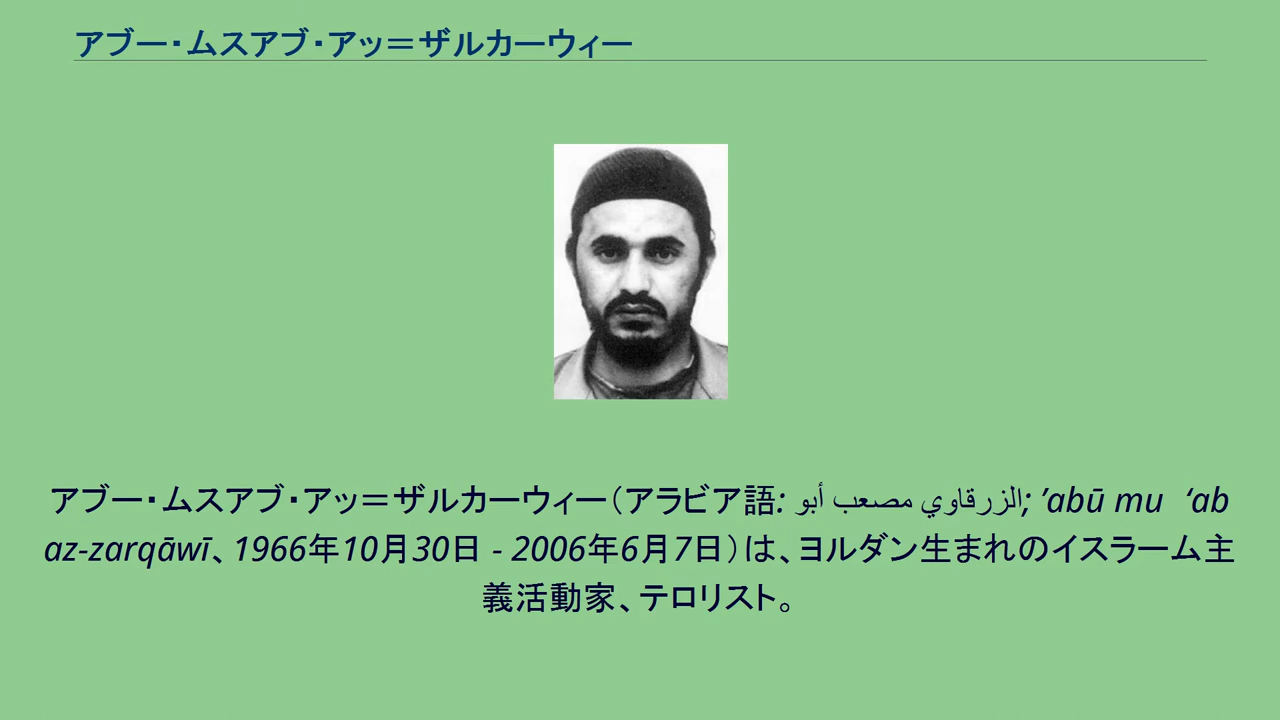 アブー・ムスアブ・アッ＝ザルカーウィー
アブー・ムスアブ・アッ＝ザルカーウィー（アラビア語: الزرقاوي مصعب أبو; ’abū mu ‘ab
az-zarqāwī、1966年10月30日 - 2006年6月7日）は、ヨルダン生まれのイスラーム主
義活動家、テロリスト。